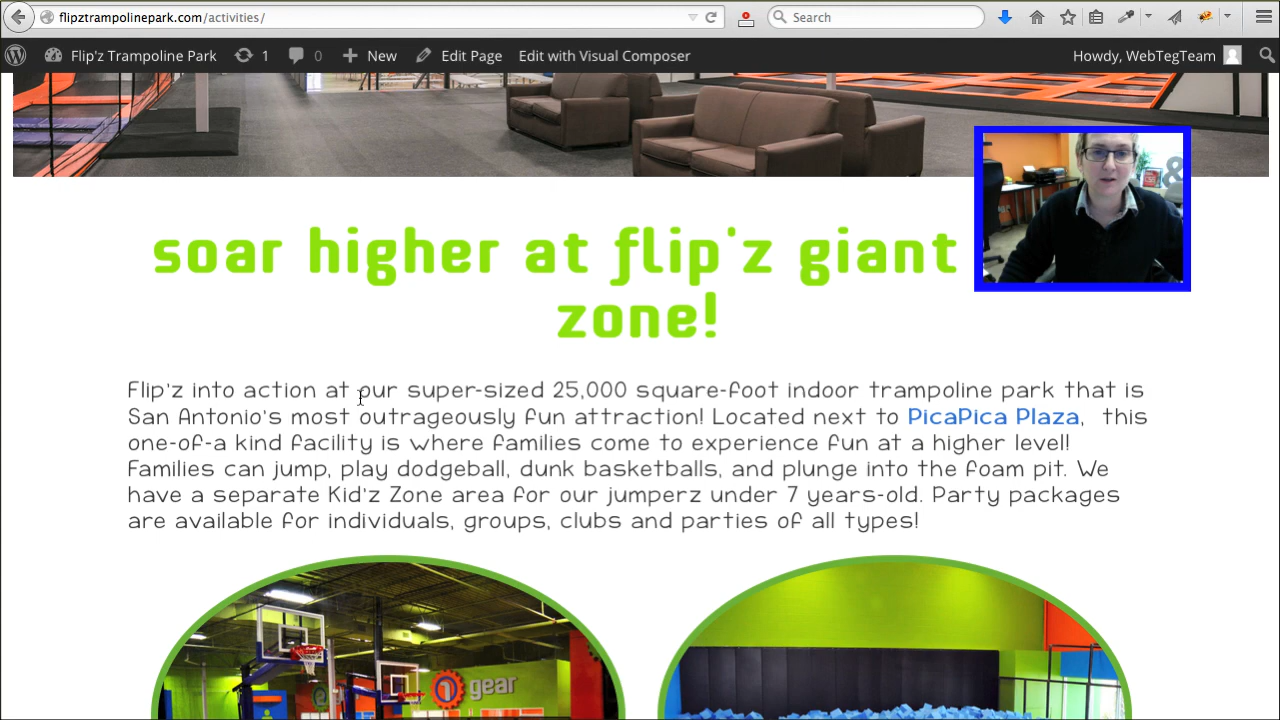 flipztrampolinepark.com/activities/
Search
Flip'z Trampoline Park
1
0
New
Edit Page
Edit with Visual Composer
Howdy, WebTegTeam
&
soar higher at flip'z giant
zone!
Flip'z into action at our super-sized 25,000 square-foot indoor trampoline park that is
San Antonio's most outrageously fun attraction! Located next to PicaPica Plaza, this
one-of-a kind facility is where families come to experience fun at a higher level!
Families can jump, play dodgeball, dunk basketballs, and plunge into the foam pit. We
have a separate Kid'z Zone area for our jumperz under 7 years-old. Party packages
are available for individuals, groups, clubs and parties of all types!
1 gear